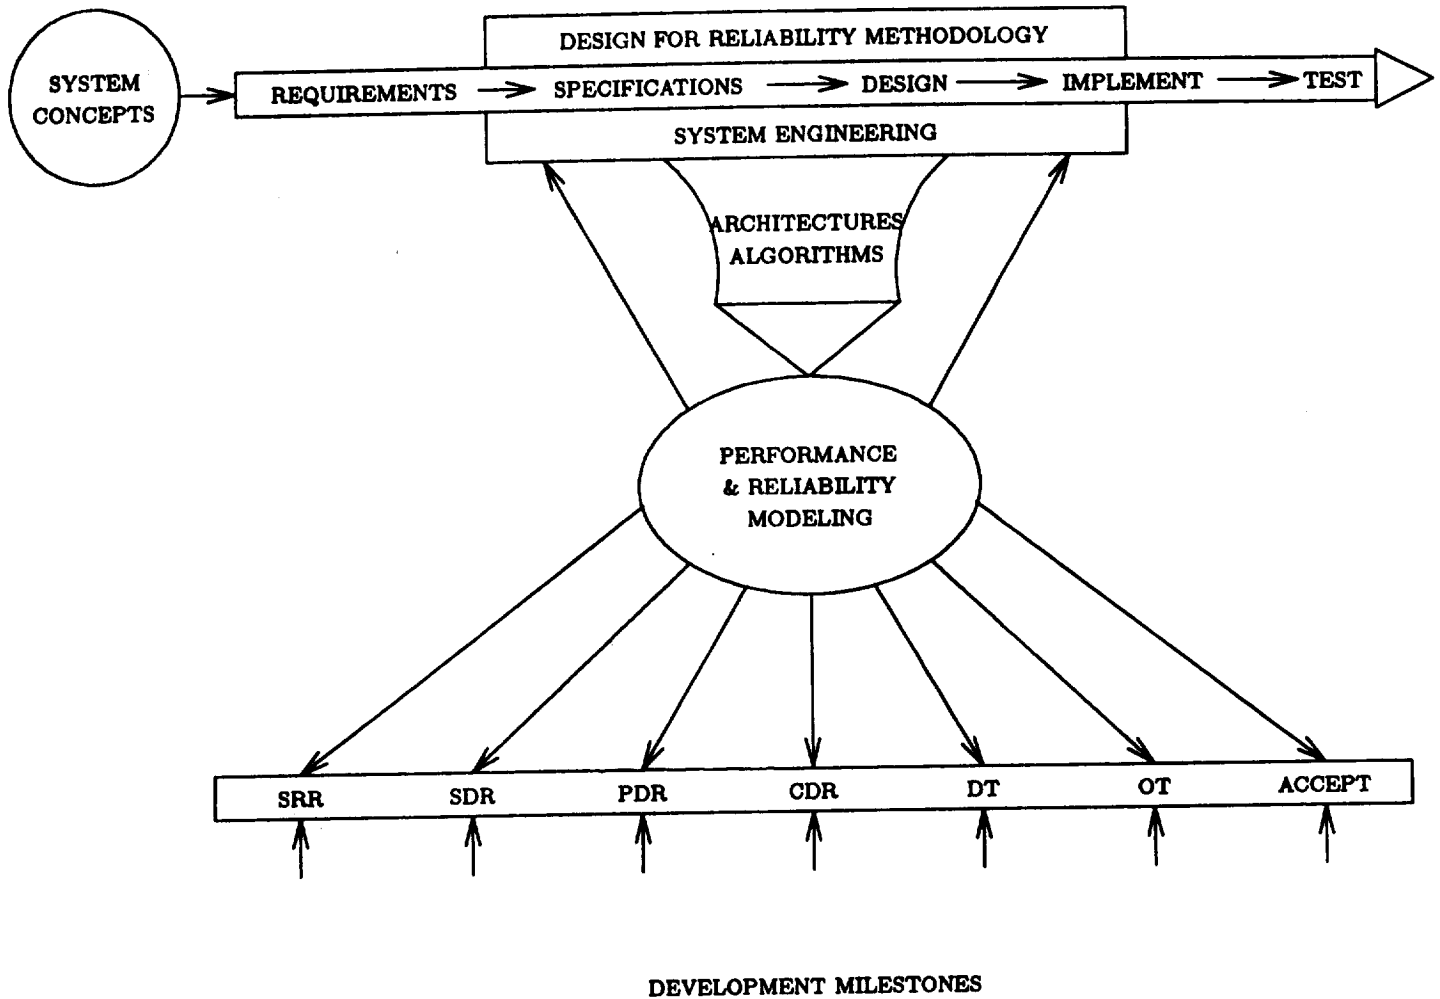 DESIGN FOR RELIABILITY METHODOLOGY
SYSTEM
CONCEPTS
REQUIREMENTS SPECIFICATIONS DESIGN IMPLEMENT TEST
SYSTEM ENGINEERING
ARCHITECTURES
ALGORITHMS
PERFORMANCE
& RELIABILITY
MODELING
SRR SDR PDR CDR DT OT ACCEPT
DEVELOPMENT MILESTONES